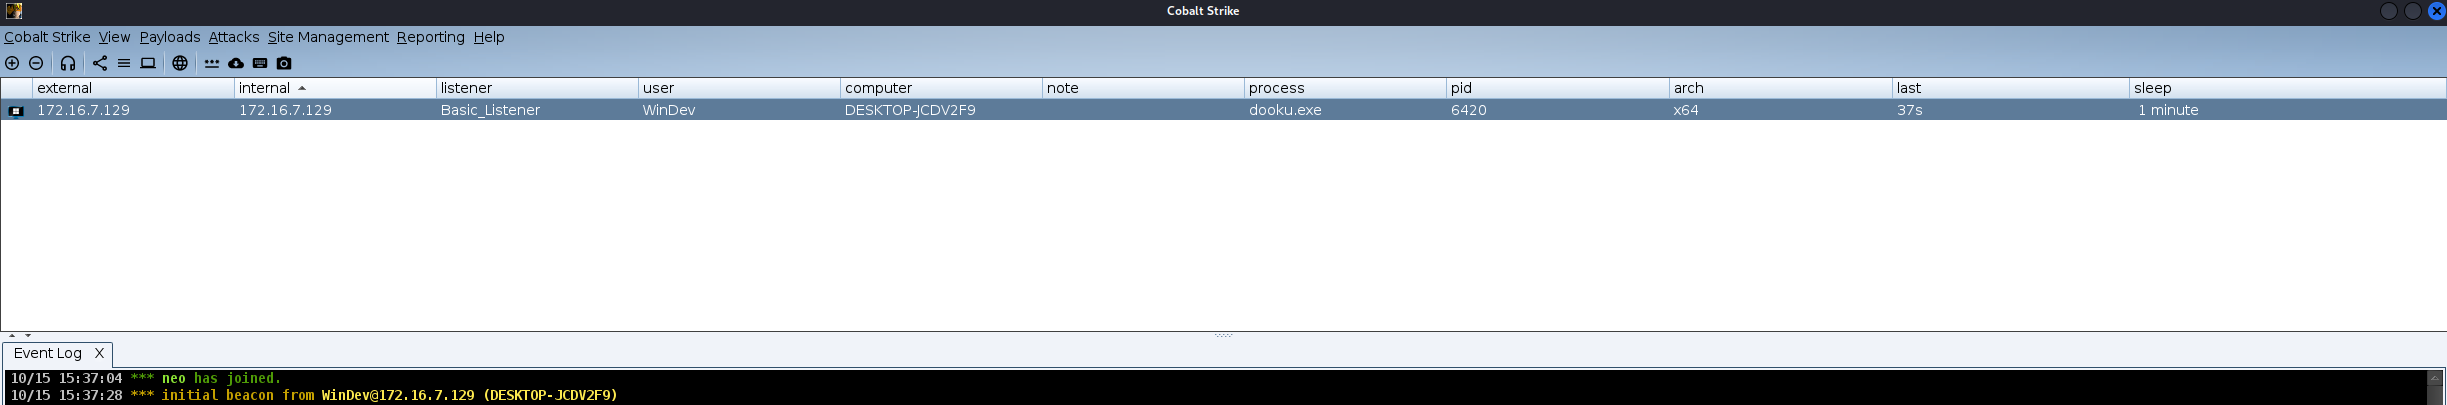 Cobalt Strike
Cobalt Strike View Payloads Attacks Site Management Reporting Help
external internal listener user computer note process pid arch last sleep
172.16.7.129 172.16.7.129 Basic_Listener WinDev DESKTOP-JCDV2F9 dooku.exe 6420 x64 37s 1 minute
Event Log X
10/15 15:37:04 *** neo has joined.
10/15 15:37:28 *** initial beacon from WinDev@172.16.7.129 (DESKTOP-JCDV2F9)